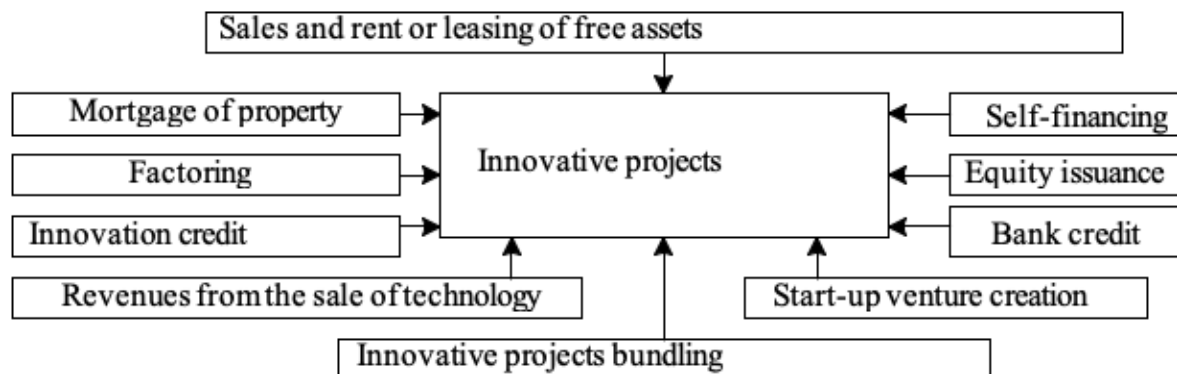 Sales and rent or leasing of free assets
Mortgage of property
Self-financing
Innovative projects
Factoring
Equity issuance
Innovation credit
Bank credit
Revenues from the sale of technology
Start-up venture creation
Innovative projects bundling